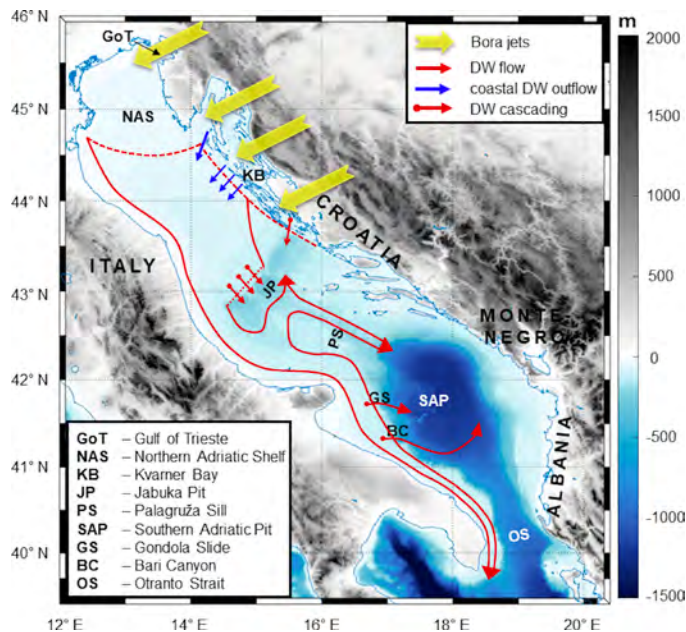 46° N
45° N
44° N
43° N
42° N
41° N
40° N
12° E
14° E
16° E
18° E
20° E
GoT
NAS
KB
CROATIA
ITALY
JP
PS
MONTE
NEGRO
SAP
GS
BC
ALBANIA
OS
Bora jets
DW flow
coastal DW outflow
DW cascading
GoT – Gulf of Trieste
NAS – Northern Adriatic Shelf
KB – Kvarner Bay
JP – Jabuka Pit
PS – Palagruža Sill
SAP – Southern Adriatic Pit
GS – Gondola Slide
BC – Bari Canyon
OS – Otranto Strait
m
2000
1500
1000
500
0
-500
-1000
-1500